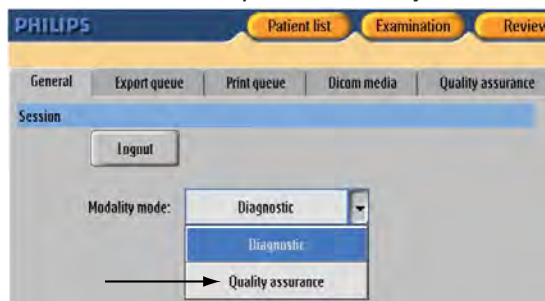 PHILIPS Patient list Examination Review
General Export queue Print queue Dicom media Quality assurance
Session
Logout
Modality mode: Diagnostic
Diagnostic
Quality assurance